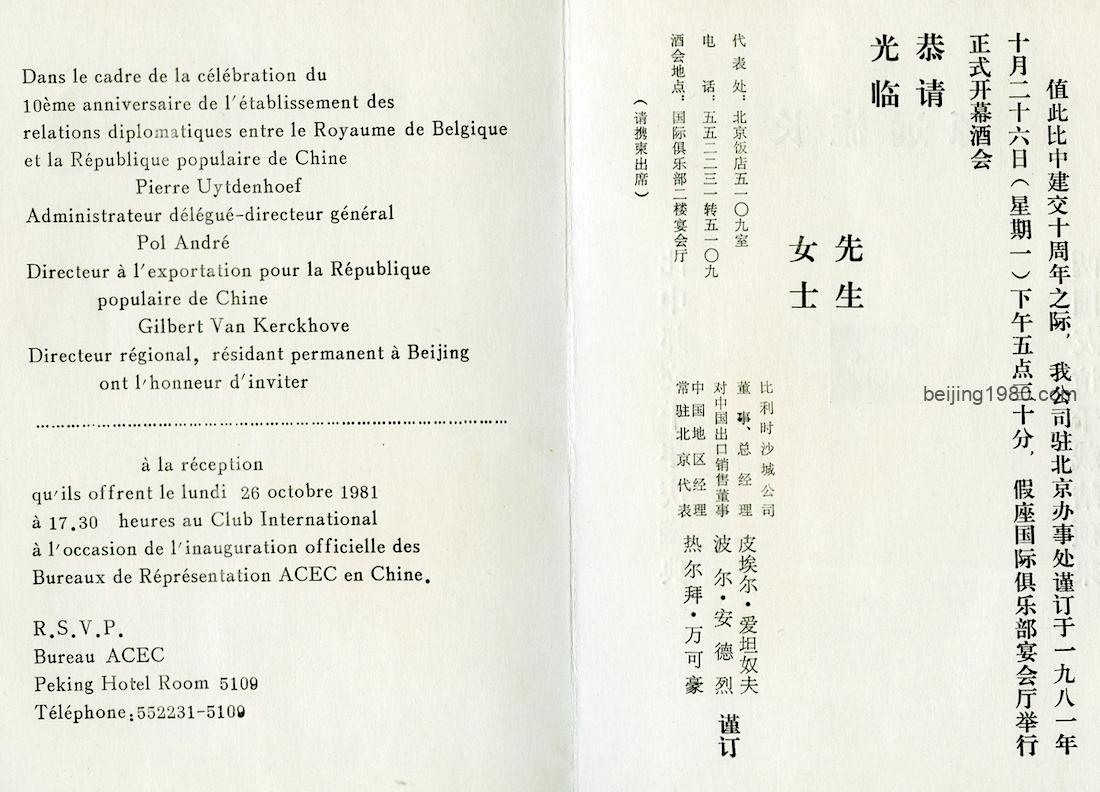 Dans le cadre de la célébration du
10ème anniversaire de l'établissement des
relations diplomatiques entre le Royaume de Belgique
et la République populaire de Chine
Pierre Uytdenhoef
Administrateur délégué-directeur général
Pol André
Directeur à l'exportation pour la République
populaire de Chine
Gilbert Van Kerckhove
Directeur régional, résidant permanent à Beijing
ont l'honneur d'inviter
à la réception
qu'ils offrent le lundi 26 octobre 1981
à 17.30 heures au Club International
à l'occasion de l'inauguration officielle des
Bureaux de Réprésentation ACEC en Chine.
R.S.V.P.
Bureau ACEC
Peking Hotel Room 5109
Téléphone:552231-5109
值此比中建交十周年之际，我公司驻北京办事处谨订于一九八一年
十月二十六日（星期一）下午五点三十分，假座国际俱乐部宴会厅举行
正式开幕酒会
恭请
光临
先生
女士
比利时沙城公司
董事、总经理 皮埃尔·爱坦奴夫
对中国出口销售董事 波尔·安德烈
中国地区经理
常驻北京代表 热尔拜·万可豪
谨订
代表处：北京饭店五一〇九室
电话：五五二二三一转五一〇九
酒会地点：国际俱乐部二楼宴会厅
（请携柬出席）
beijing1980.com